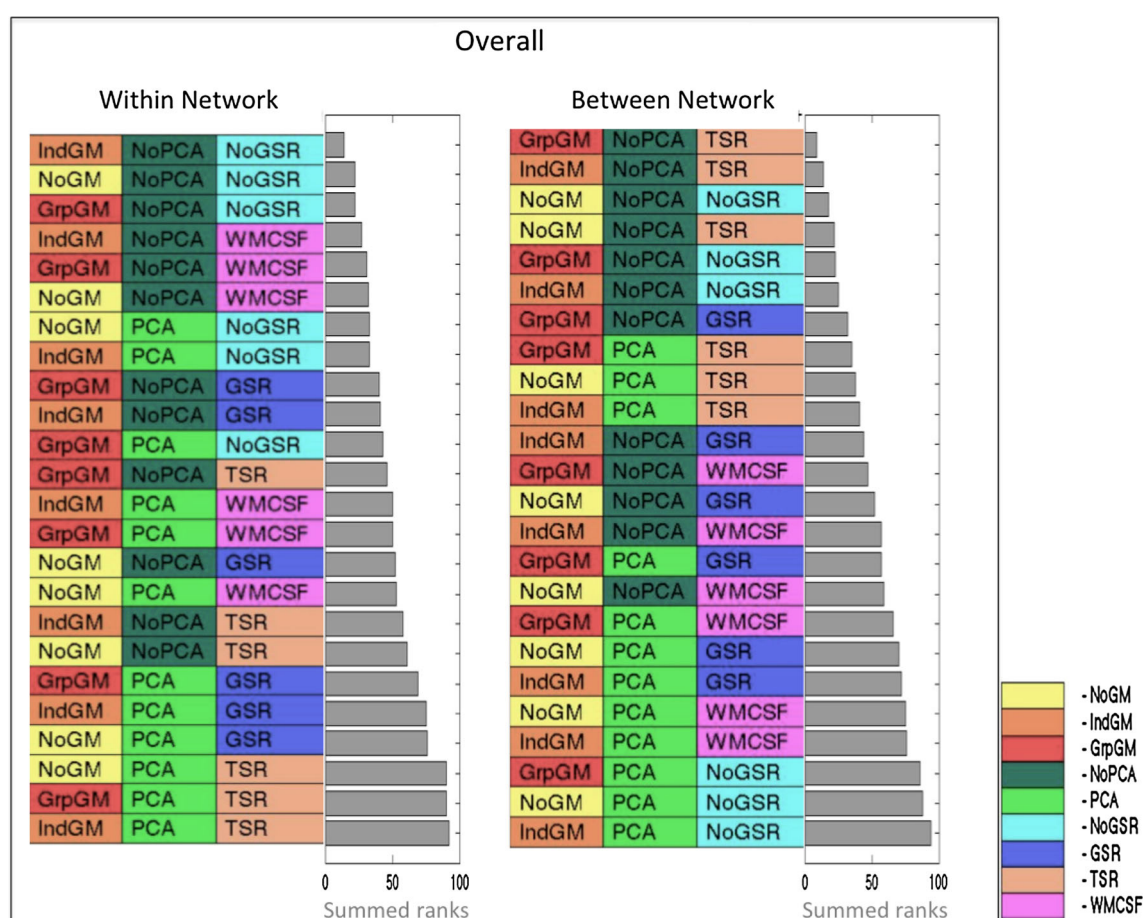 Overall
Within Network
IndGM NoPCA NoGSR
NoGM NoPCA NoGSR
GrpGM NoPCA NoGSR
IndGM NoPCA WMCSF
GrpGM NoPCA WMCSF
NoGM NoPCA WMCSF
NoGM PCA NoGSR
IndGM PCA NoGSR
GrpGM NoPCA GSR
IndGM NoPCA GSR
GrpGM PCA NoGSR
GrpGM NoPCA TSR
IndGM PCA WMCSF
GrpGM PCA WMCSF
NoGM NoPCA GSR
NoGM PCA WMCSF
IndGM NoPCA TSR
NoGM NoPCA TSR
GrpGM PCA GSR
IndGM PCA GSR
NoGM PCA GSR
NoGM PCA TSR
GrpGM PCA TSR
IndGM PCA TSR
0 50 100
Summed ranks
Between Network
GrpGM NoPCA TSR
IndGM NoPCA TSR
NoGM NoPCA NoGSR
NoGM NoPCA TSR
GrpGM NoPCA NoGSR
IndGM NoPCA NoGSR
GrpGM NoPCA GSR
GrpGM PCA TSR
NoGM PCA TSR
IndGM PCA TSR
IndGM NoPCA GSR
GrpGM NoPCA WMCSF
NoGM NoPCA GSR
IndGM NoPCA WMCSF
GrpGM PCA GSR
NoGM NoPCA WMCSF
GrpGM PCA WMCSF
NoGM PCA GSR
IndGM PCA GSR
NoGM PCA WMCSF
IndGM PCA WMCSF
GrpGM PCA NoGSR
NoGM PCA NoGSR
IndGM PCA NoGSR
0 50 100
Summed ranks
- NoGM
- IndGM
- GrpGM
- NoPCA
- PCA
- NoGSR
- GSR
- TSR
- WMCSF